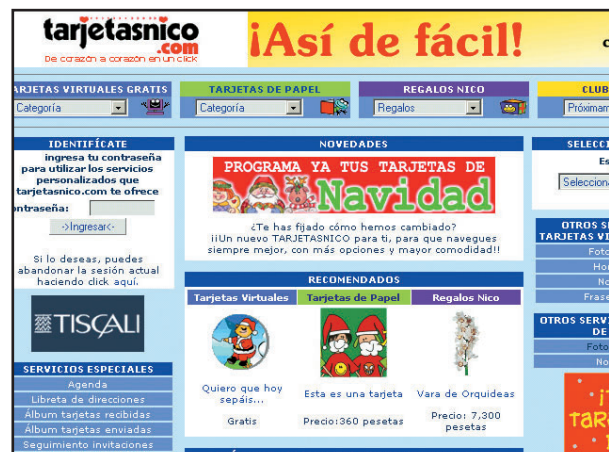 tarjetasnico
.com
De corazón a corazón en un click
¡Así de fácil!
ARJETAS VIRTUALES GRATIS
TARJETAS DE PAPEL
REGALOS NICO
CLUB
Categoría
Categoría
Regalos
Próximam
IDENTIFÍCATE
ingresa tu contraseña
para utilizar los servicios
personalizados que
tarjetasnico.com te ofrece
ontraseña:
->Ingresar<-
Si lo deseas, puedes
abandonar la sesión actual
haciendo click aquí.
TISCALI
SERVICIOS ESPECIALES
Agenda
Libreta de direcciones
Álbum tarjetas recibidas
Álbum tarjetas enviadas
Seguimiento invitaciones
NOVEDADES
PROGRAMA YA TUS TARJETAS DE
Navidad
¿Te has fijado cómo hemos cambiado?
¡¡Un nuevo TARJETASNICO para ti, para que navegues
siempre mejor, con más opciones y mayor comodidad!!
RECOMENDADOS
Tarjetas Virtuales
Tarjetas de Papel
Regalos Nico
Quiero que hoy
sepáis...
Esta es una tarjeta
Vara de Orquideas
Gratis
Precio:360 pesetas
Precio: 7,300
pesetas
SELECCI
Es
Selecciona
OTROS S
TARJETAS VI
Foto
Ho
No
Frase
OTROS SERVI
DE
Foto
No
¡T
TAR